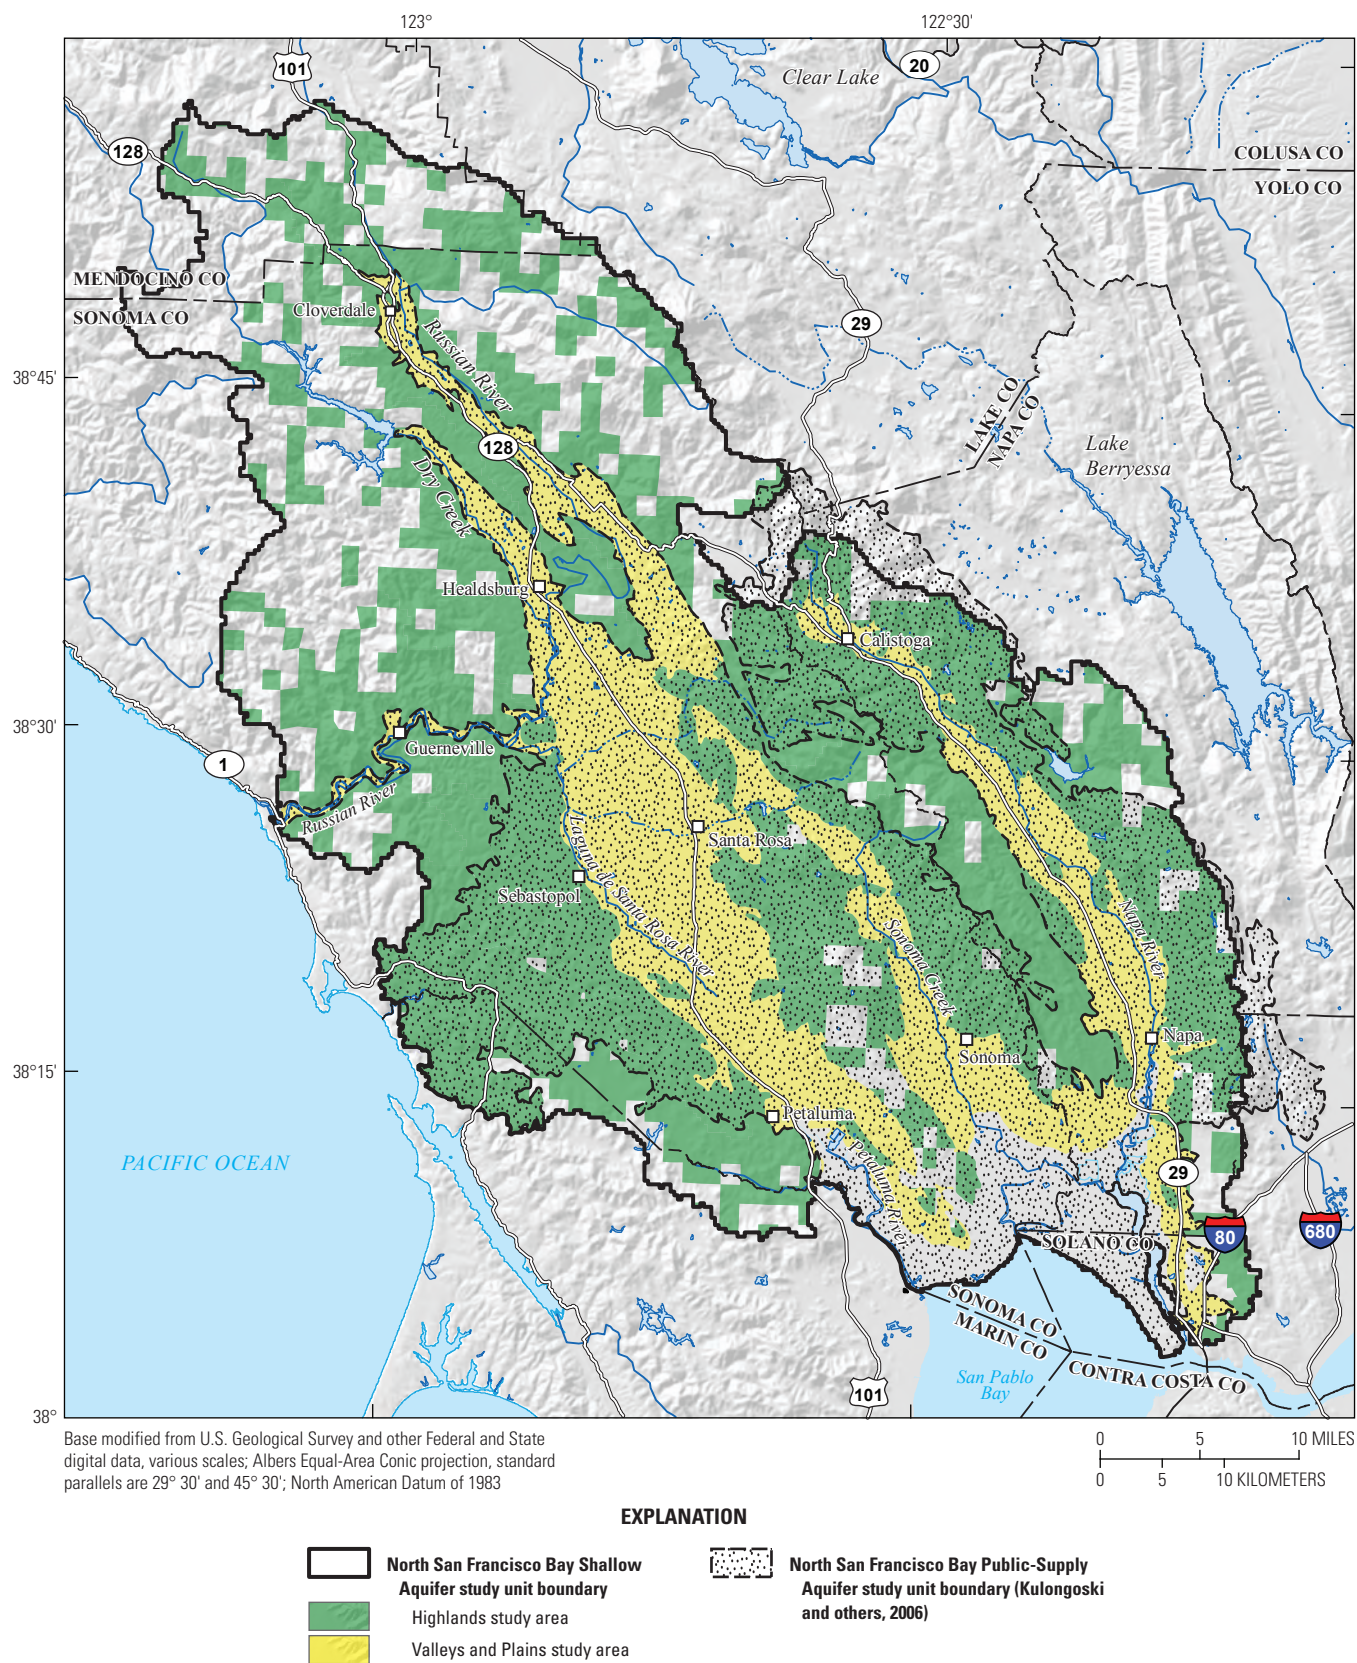 123°
122°30'
101
20
Clear Lake
128
COLUSA CO
YOLO CO
MENDOCINO CO
SONOMA CO
Cloverdale
Russian River
29
38°45'
LAKE CO
NAPA CO
128
Lake
Berryessa
Dry Creek
Healdsburg
Calistoga
38°30'
Guerneville
1
Russian River
Santa Rosa
Laguna de Santa Rosa River
Sebastopol
Napa River
Sonoma Creek
Napa
Sonoma
38°15'
Petaluma
PACIFIC OCEAN
Petaluma River
29
80
680
SOLANO CO
SONOMA CO
MARIN CO
CONTRA COSTA CO
San Pablo
Bay
101
38°
Base modified from U.S. Geological Survey and other Federal and State
digital data, various scales; Albers Equal-Area Conic projection, standard
parallels are 29° 30' and 45° 30'; North American Datum of 1983
0 5 10 MILES
0 5 10 KILOMETERS
EXPLANATION
North San Francisco Bay Shallow
Aquifer study unit boundary
Highlands study area
Valleys and Plains study area
North San Francisco Bay Public-Supply
Aquifer study unit boundary (Kulongoski
and others, 2006)